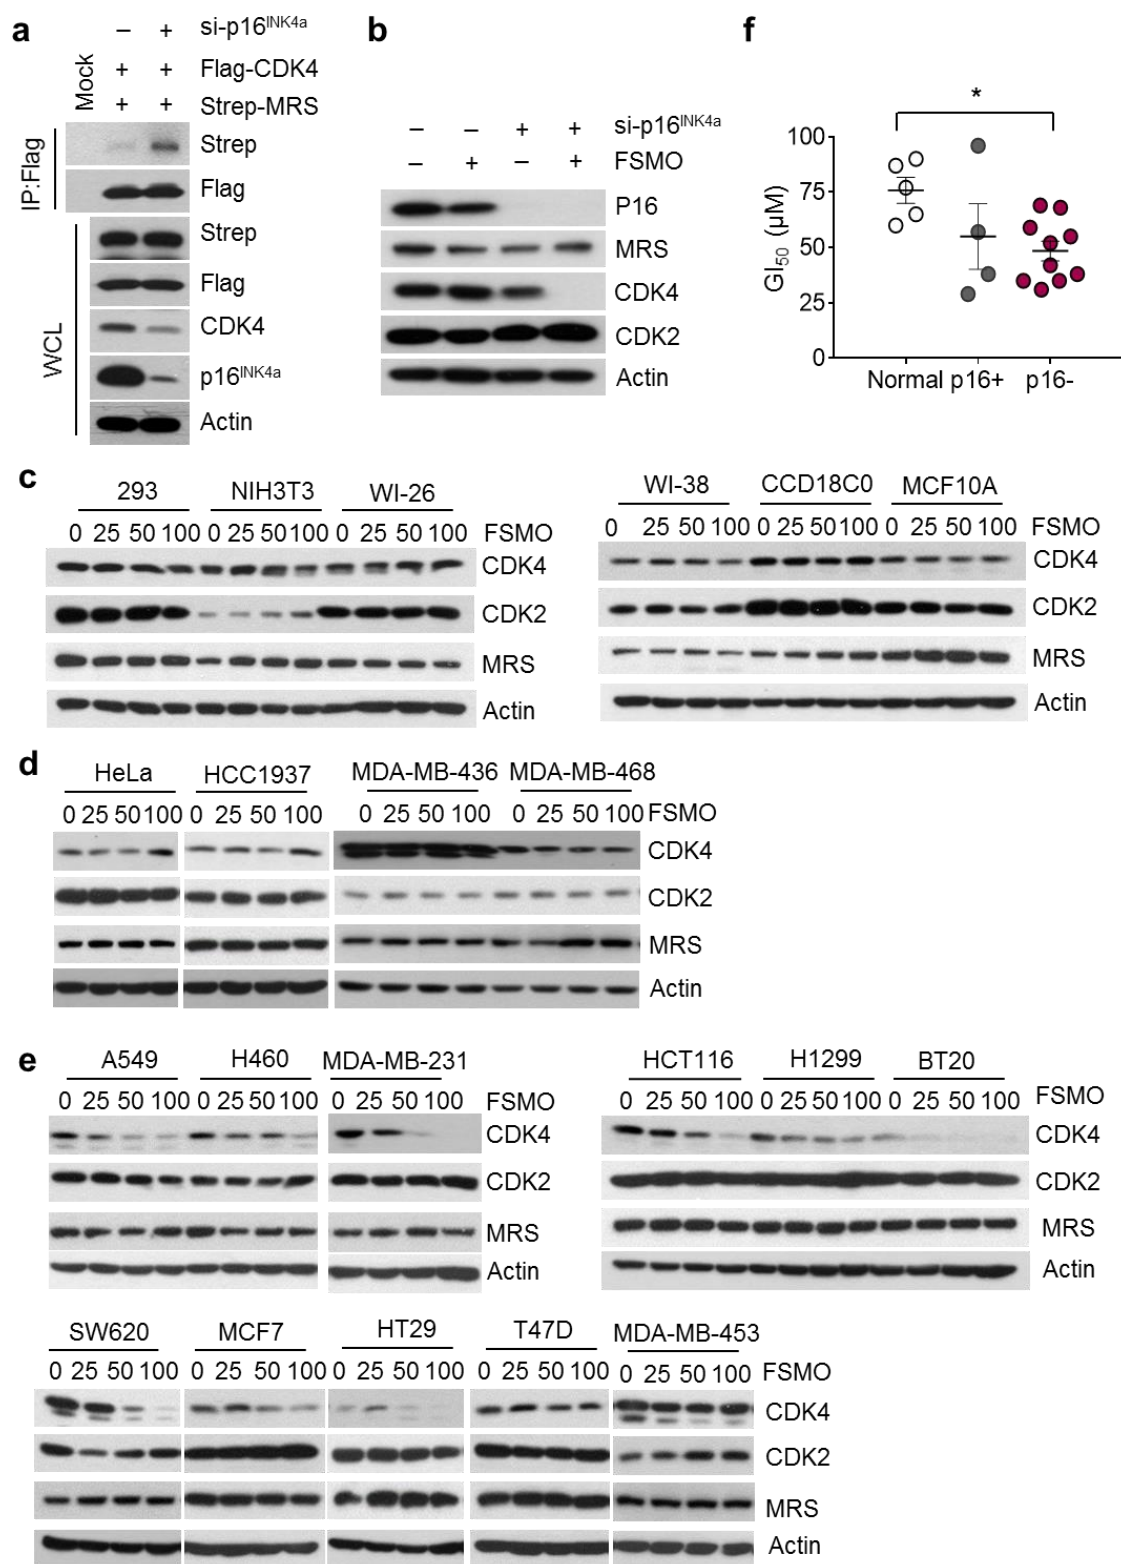 a
si-p16INK4a
– +
Flag-CDK4
+ +
Strep-MRS
+ +
Mock
IP:Flag
Strep
Flag
WCL
Strep
Flag
CDK4
p16INK4a
Actin
b
– – + + si-p16INK4a
– + – + FSMO
P16
MRS
CDK4
CDK2
Actin
f
*
GI50 (µM)
100
75
50
25
0
Normal p16+ p16-
c
293 NIH3T3 WI-26
0 25 50 100 0 25 50 100 0 25 50 100 FSMO
CDK4
CDK2
MRS
Actin
WI-38 CCD18C0 MCF10A
0 25 50 100 0 25 50 100 0 25 50 100 FSMO
CDK4
CDK2
MRS
Actin
d
HeLa HCC1937 MDA-MB-436 MDA-MB-468
0 25 50 100 0 25 50 100 0 25 50 100 0 25 50 100 FSMO
CDK4
CDK2
MRS
Actin
e
A549 H460 MDA-MB-231
0 25 50 100 0 25 50 100 0 25 50 100 FSMO
CDK4
CDK2
MRS
Actin
HCT116 H1299 BT20
0 25 50 100 0 25 50 100 0 25 50 100 FSMO
CDK4
CDK2
MRS
Actin
SW620 MCF7 HT29 T47D MDA-MB-453
0 25 50 100 0 25 50 100 0 25 50 100 0 25 50 100 0 25 50 100 FSMO
CDK4
CDK2
MRS
Actin